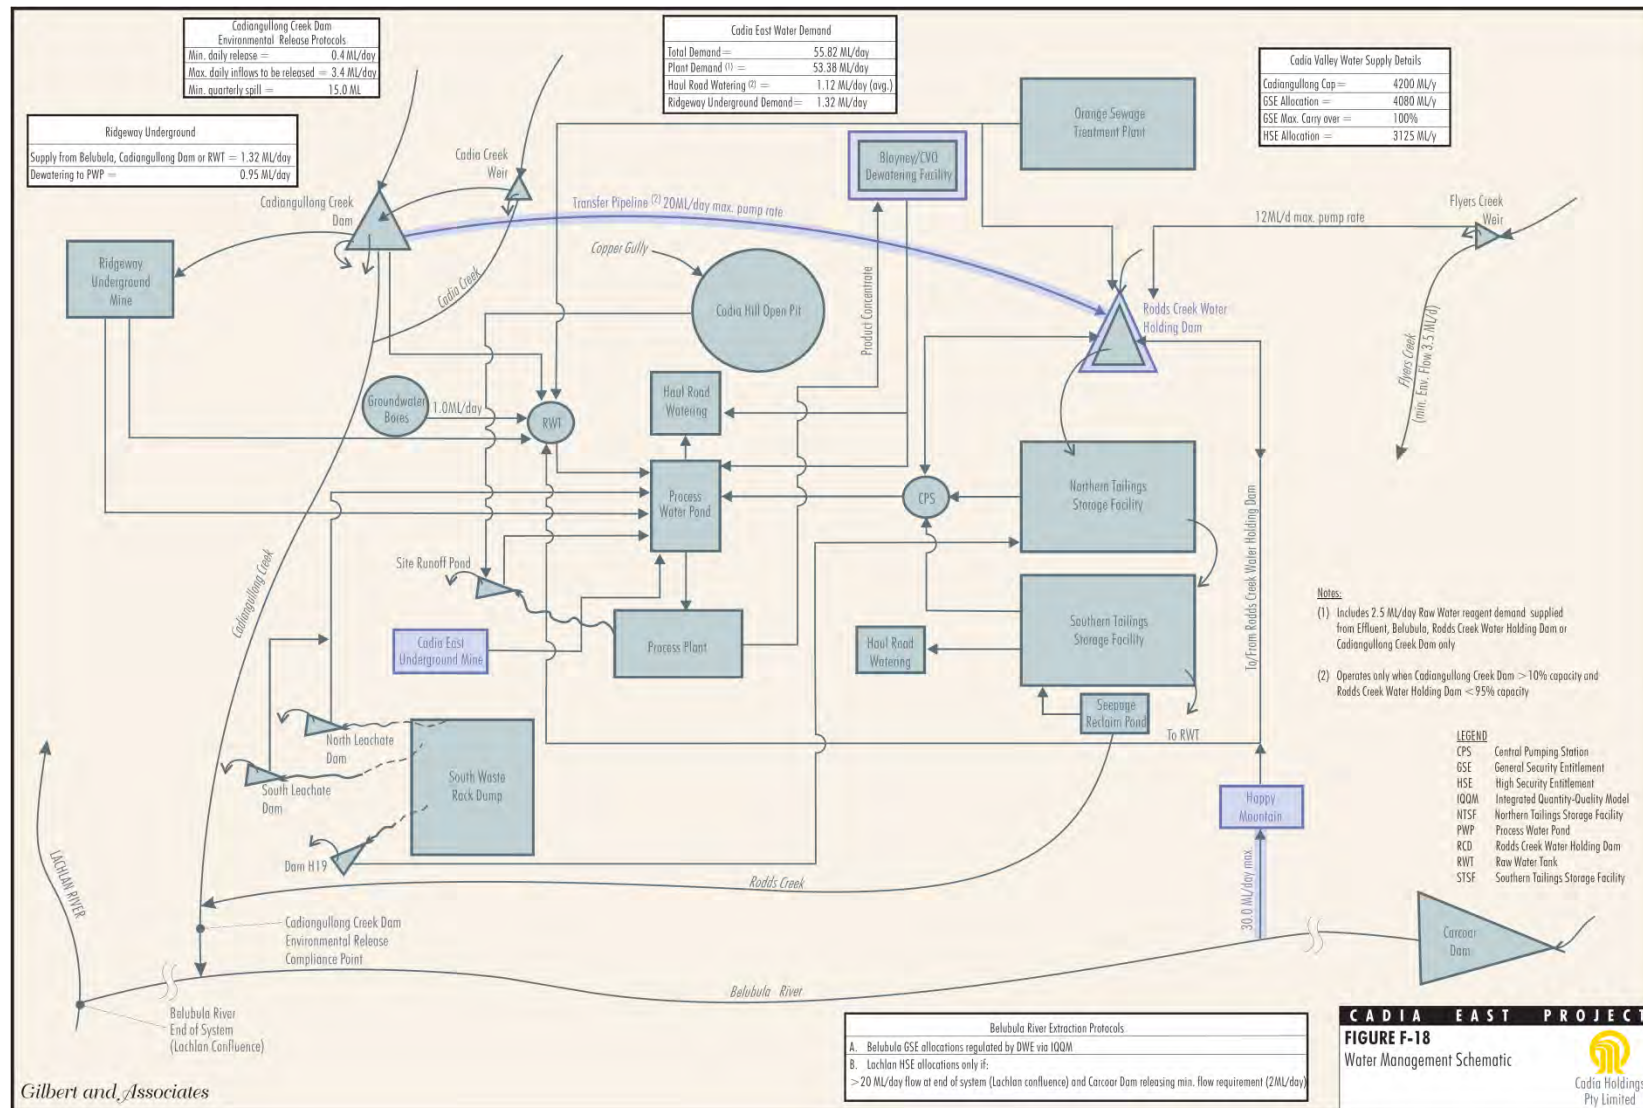 Cadiangullong Creek Dam
Environmental Release Protocols
Min. daily release = 0.4 ML/day
Max. daily inflows to be released = 3.4 ML/day
Min. quarterly spill = 15.0 ML
Cadia East Water Demand
Total Demand = 55.82 ML/day
Plant Demand (1) = 53.38 ML/day
Haul Road Watering (2) = 1.12 ML/day (avg.)
Ridgeway Underground Demand = 1.32 ML/day
Cadia Valley Water Supply Details
Cadiangullong Cap = 4200 ML/y
GSE Allocation = 4080 ML/y
GSE Max. Carry over = 100%
HSE Allocation = 3125 ML/y
Ridgeway Underground
Supply from Belubula, Cadiangullong Dam or RWT = 1.32 ML/day
Dewatering to PWP = 0.95 ML/day
Orange Sewage
Treatment Plant
Blayney/CVO
Dewatering Facility
Cadia Creek
Weir
Cadiangullong Creek
Dam
Transfer Pipeline (2) 20ML/day max. pump rate
12ML/d max. pump rate
Flyers Creek
Weir
Ridgeway
Underground
Mine
Copper Gully
Cadia Creek
Cadia Hill Open Pit
Product Concentrate
Rodds Creek Water
Holding Dam
Flyers Creek
(min. Env. Flow 3.5 ML/d)
Groundwater
Bores
1.0ML/day
RWT
Haul Road
Watering
Process
Water Pond
CPS
Northern Tailings
Storage Facility
Site Runoff Pond
Cadiangullong Creek
Cadia East
Underground Mine
Process Plant
Haul Road
Watering
Southern Tailings
Storage Facility
To/From Rodds Creek Water Holding Dam
Seepage
Reclaim Pond
To RWT
Notes:
(1) Includes 2.5 ML/day Raw Water reagent demand supplied
from Effluent, Belubula, Rodds Creek Water Holding Dam or
Cadiangullong Creek Dam only
(2) Operates only when Cadiangullong Creek Dam >10% capacity and
Rodds Creek Water Holding Dam <95% capacity
LEGEND
CPS Central Pumping Station
GSE General Security Entitlement
HSE High Security Entitlement
IQQM Integrated Quantity-Quality Model
NTSF Northern Tailings Storage Facility
PWP Process Water Pond
RCD Rodds Creek Water Holding Dam
RWT Raw Water Tank
STSF Southern Tailings Storage Facility
North Leachate
Dam
South Leachate
Dam
South Waste
Rock Dump
Happy
Mountain
Dam H19
LACHLAN RIVER
Rodds Creek
30.0 ML/day max.
Cadiangullong Creek Dam
Environmental Release
Compliance Point
Carcoar
Dam
Belubula River
Belubula River
End of System
(Lachlan Confluence)
Belubula River Extraction Protocols
A. Belubula GSE allocations regulated by DWE via IQQM
B. Lachlan HSE allocations only if:
>20 ML/day flow at end of system (Lachlan confluence) and Carcoar Dam releasing min. flow requirement (2ML/day)
CADIA EAST PROJECT
FIGURE F-18
Water Management Schematic
Cadia Holdings
Pty Limited
Gilbert and Associates